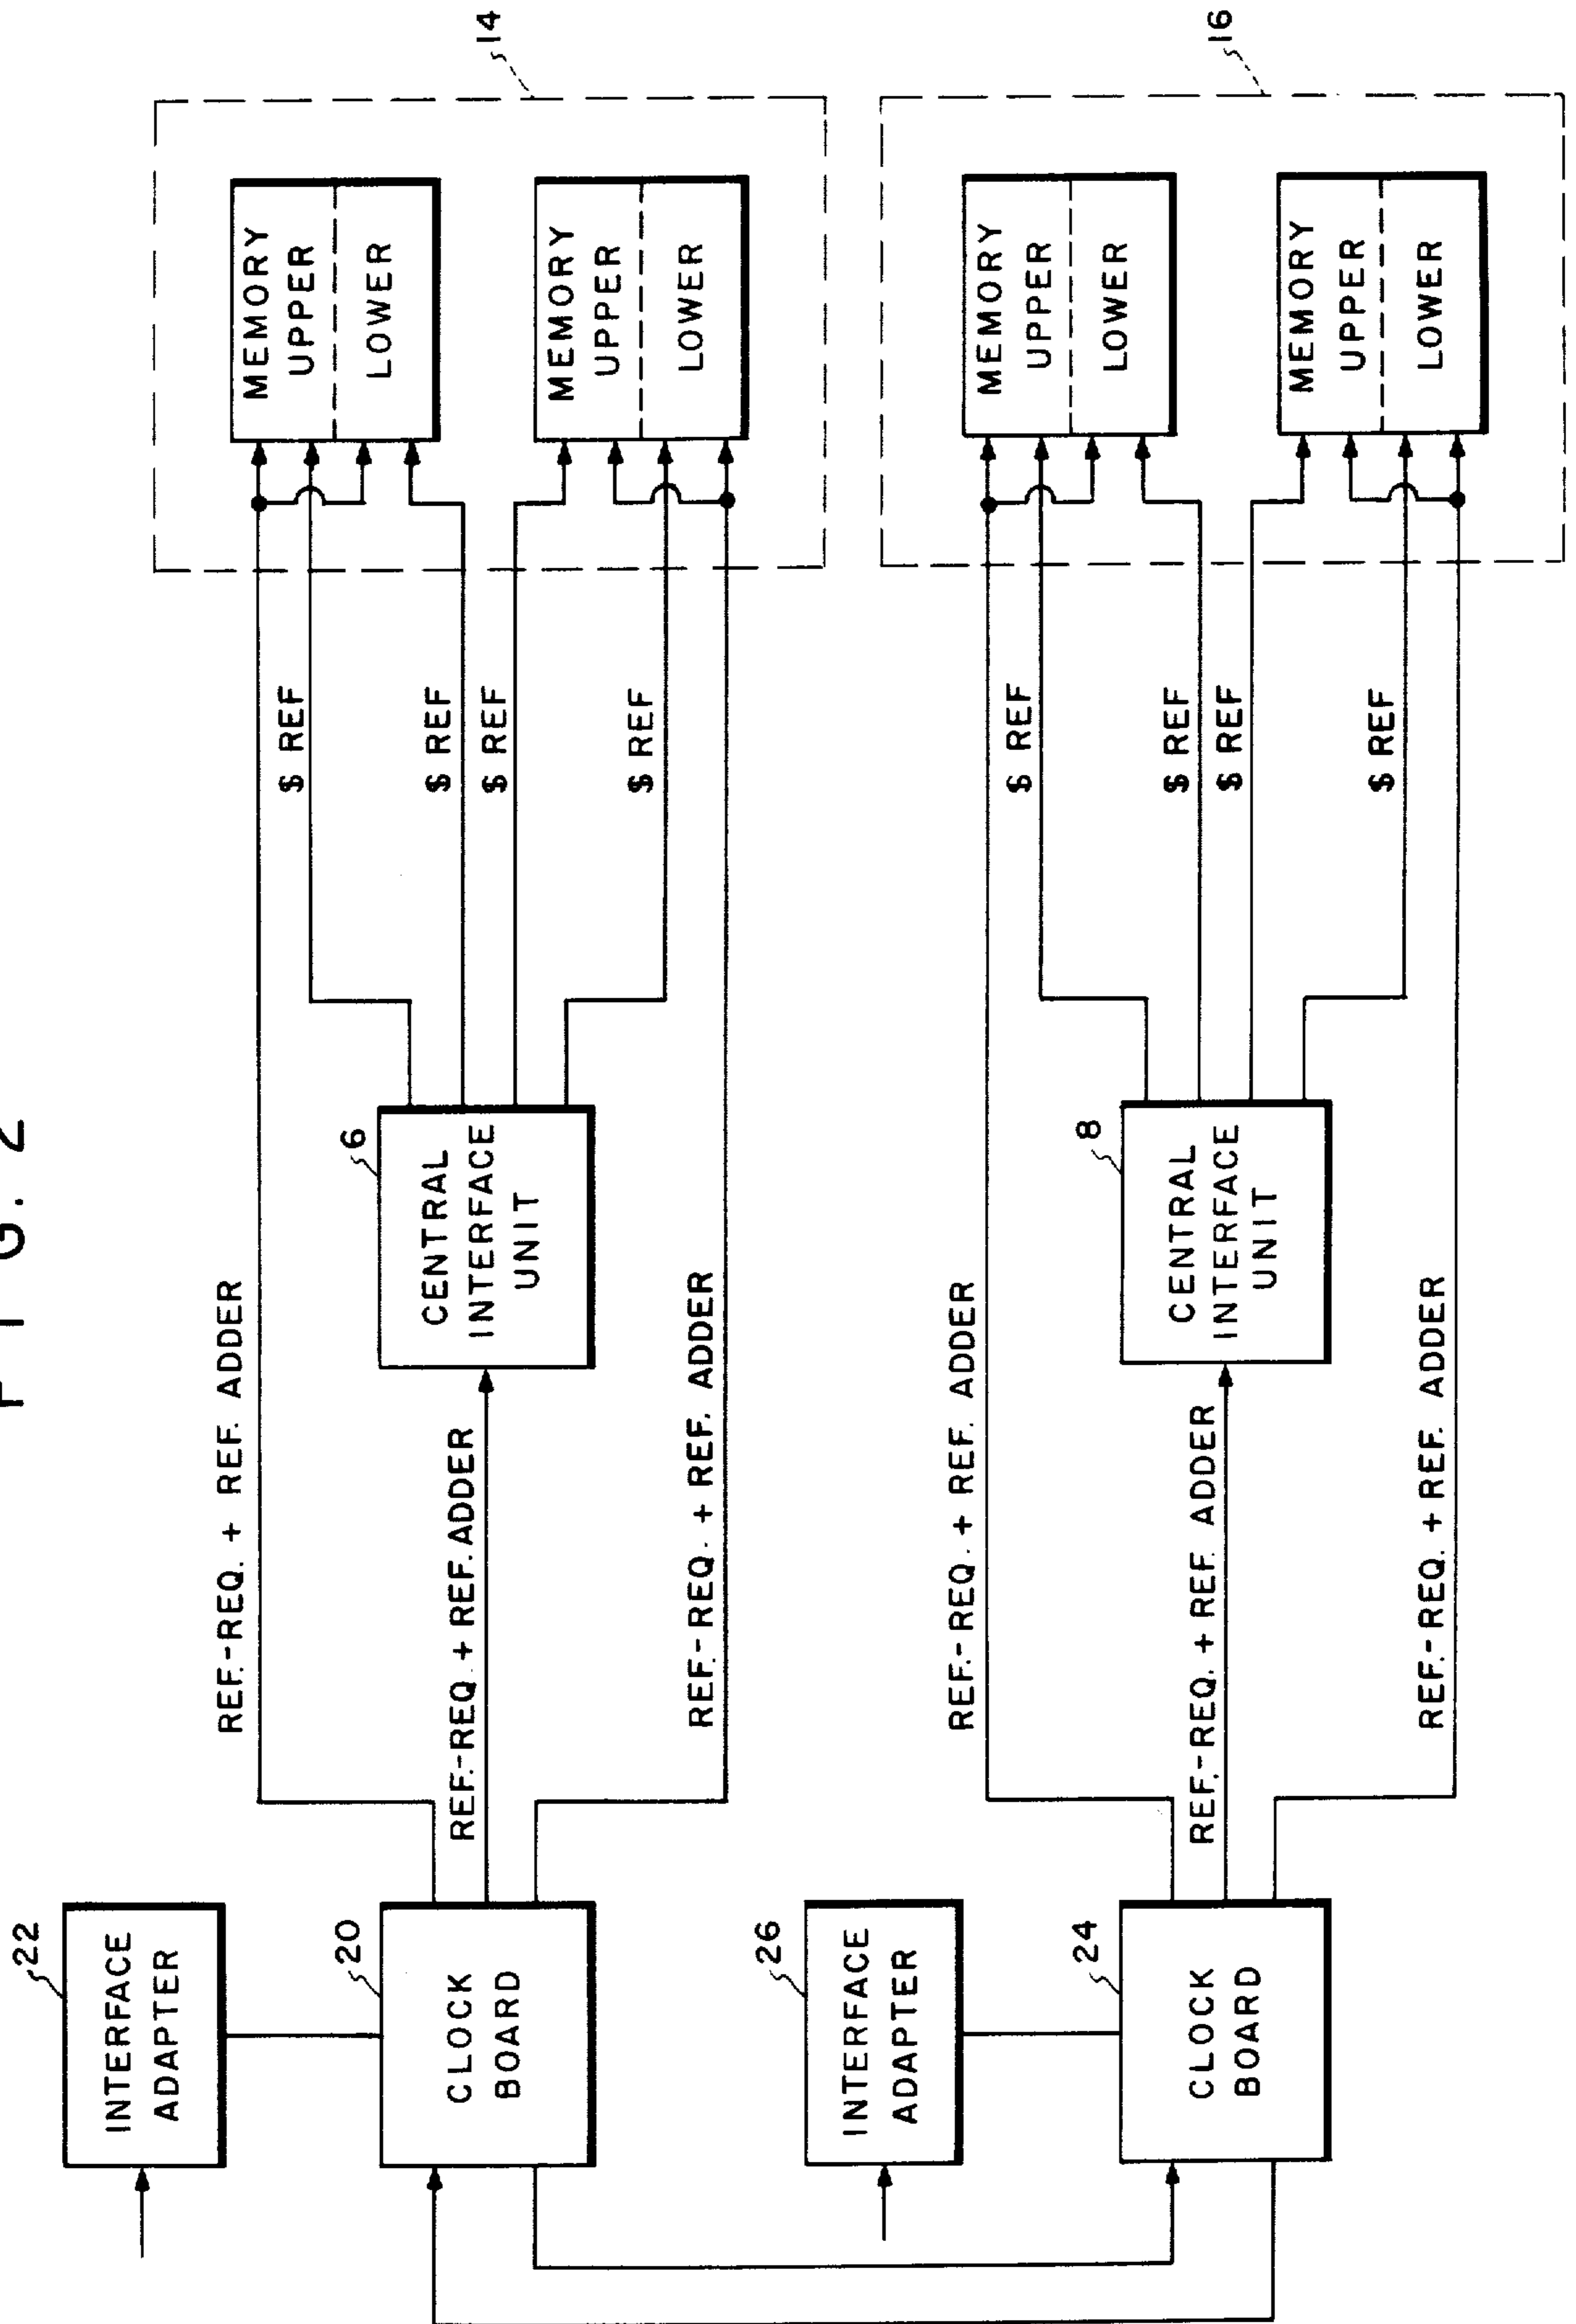 FIG. 2
22
INTERFACE
ADAPTER
20
CLOCK
BOARD
REF.-REQ. + REF. ADDER
REF.-REQ. + REF. ADDER
REF.-REQ. + REF. ADDER
6
CENTRAL
INTERFACE
UNIT
$ REF
$ REF
$ REF
$ REF
MEMORY
UPPER
LOWER
MEMORY
UPPER
LOWER
14
26
INTERFACE
ADAPTER
24
CLOCK
BOARD
REF.-REQ. + REF. ADDER
REF.-REQ. + REF. ADDER
REF.-REQ. + REF. ADDER
8
CENTRAL
INTERFACE
UNIT
$ REF
$ REF
$ REF
$ REF
MEMORY
UPPER
LOWER
MEMORY
UPPER
LOWER
16